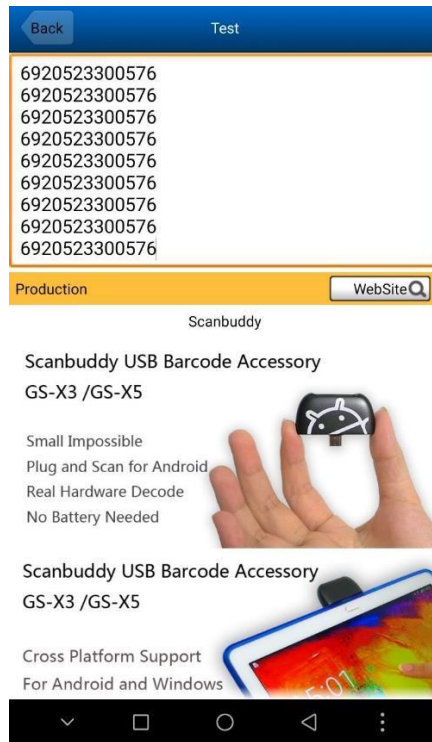 Back
Test
6920523300576
6920523300576
6920523300576
6920523300576
6920523300576
6920523300576
6920523300576
6920523300576
6920523300576
Production
WebSite
Scanbuddy
Scanbuddy USB Barcode Accessory
GS-X3 /GS-X5
Small Impossible
Plug and Scan for Android
Real Hardware Decode
No Battery Needed
Scanbuddy USB Barcode Accessory
GS-X3 /GS-X5
Cross Platform Support
For Android and Windows
5:01